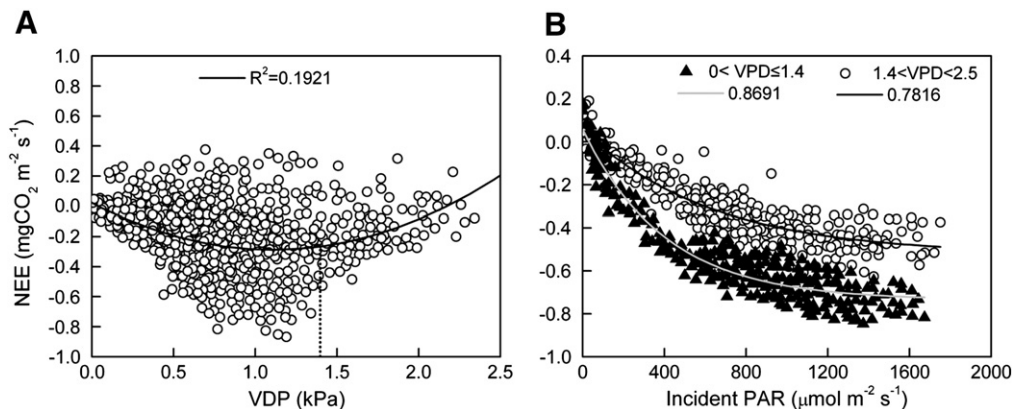 A
1.0
0.8
0.6
0.4
0.2
0.0
-0.2
-0.4
-0.6
-0.8
-1.0
NEE (mgCO₂ m⁻² s⁻¹)
R²=0.1921
0.0 0.5 1.0 1.5 2.0 2.5
VDP (kPa)
B
0.4
0.2
0.0
-0.2
-0.4
-0.6
-0.8
-1.0
0< VPD≤1.4 1.4<VPD<2.5
0.8691 0.7816
0 400 800 1200 1600 2000
Incident PAR (μmol m⁻² s⁻¹)